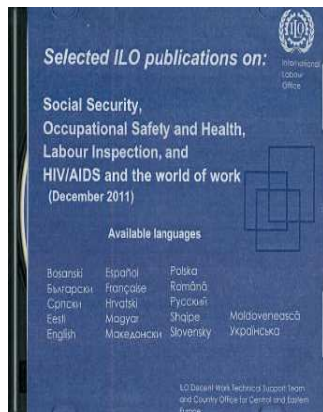 Selected ILO publications on:
International
Labour
Office
Social Security,
Occupational Safety and Health,
Labour Inspection, and
HIV/AIDS and the world of work
(December 2011)
Available languages
Bosanski Español Polska
Български Française Română
Српски Hrvatski Русский
Eesti Magyar Shqipe Moldovenească
English Македонски Slovensky Українська
ILO Decent Work Technical Support Team
and Country Office for Central and Eastern
Europe